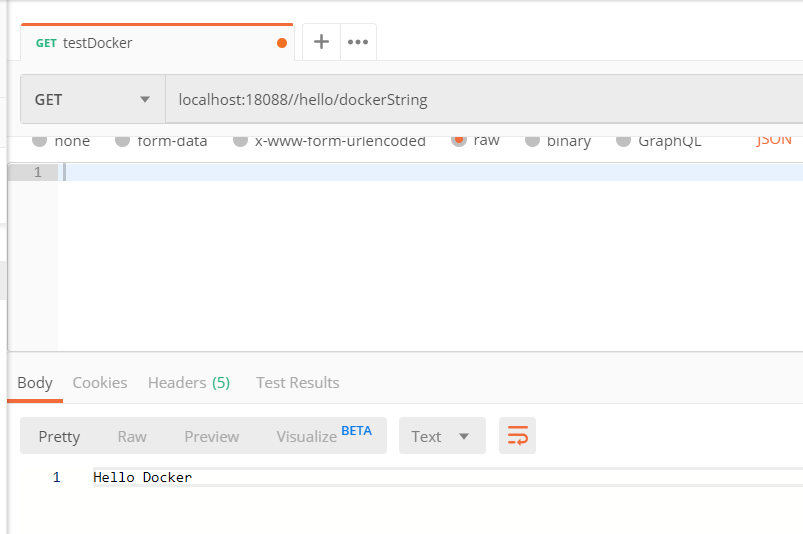 GET testDocker + •••
GET localhost:18088//hello/dockerString
none form-data x-www-form-urlencoded raw binary GraphQL JSON
1
Body Cookies Headers (5) Test Results
Pretty Raw Preview Visualize BETA Text
1 Hello Docker